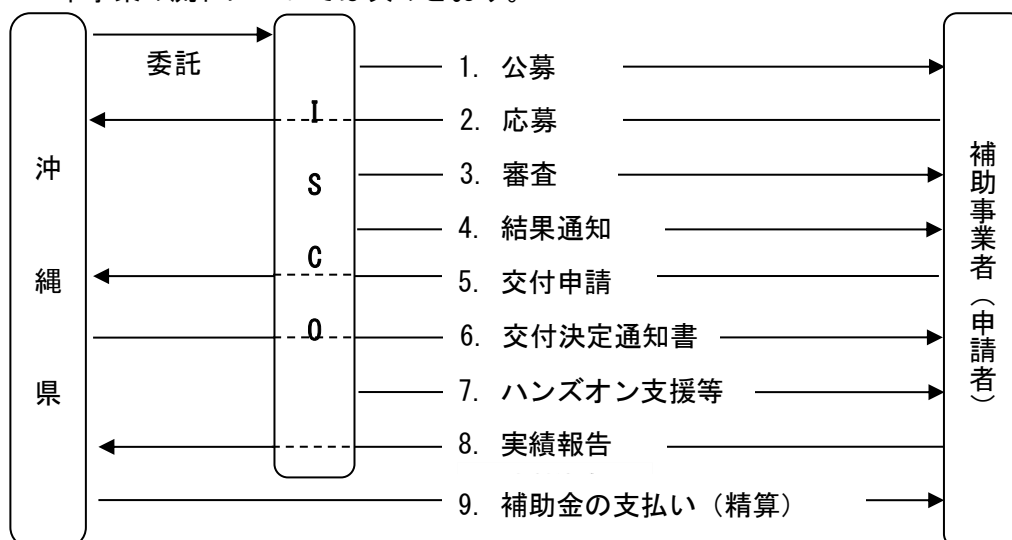 委託
沖縄県
ISCO
1. 公募
2. 応募
3. 審査
4. 結果通知
5. 交付申請
6. 交付決定通知書
7. ハンズオン支援等
8. 実績報告
9. 補助金の支払い（精算）
補助事業者（申請者）